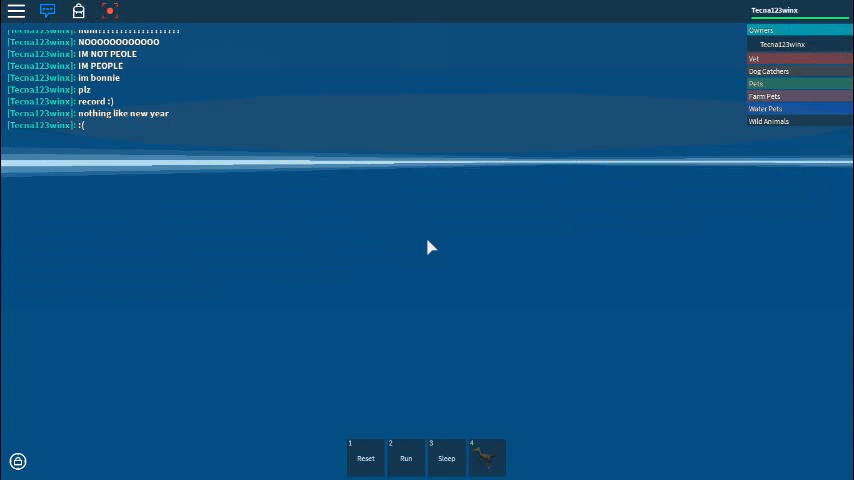 Tecna123winx
[Tecna123winx]:
[Tecna123winx]: NOOOOOOOOOOOO
[Tecna123winx]: IM NOT PEOLE
[Tecna123winx]: IM PEOPLE
[Tecna123winx]: im bonnie
[Tecna123winx]: plz
[Tecna123winx]: record :)
[Tecna123winx]: nothing like new year
[Tecna123winx]: :(
Owners
Tecna123winx
Vet
Dog Catchers
Pets
Farm Pets
Water Pets
Wild Animals
1
Reset
2
Run
3
Sleep
4